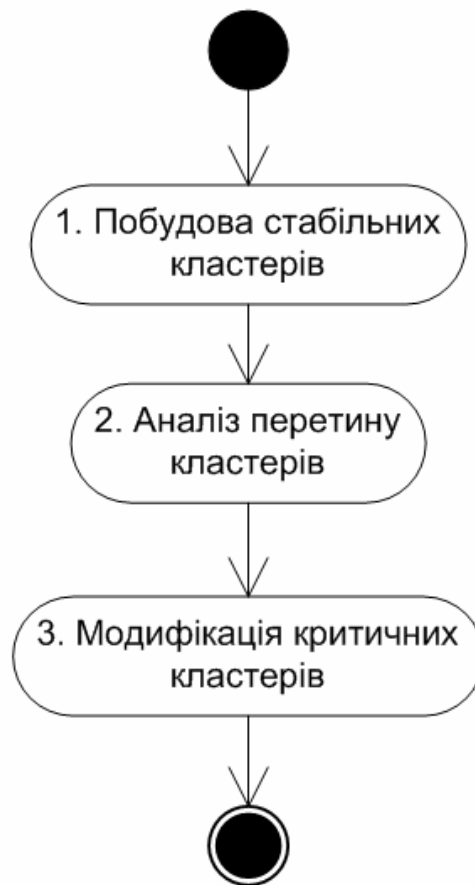 1. Побудова стабільних
кластерів
2. Аналіз перетину
кластерів
3. Модифікація критичних
кластерів